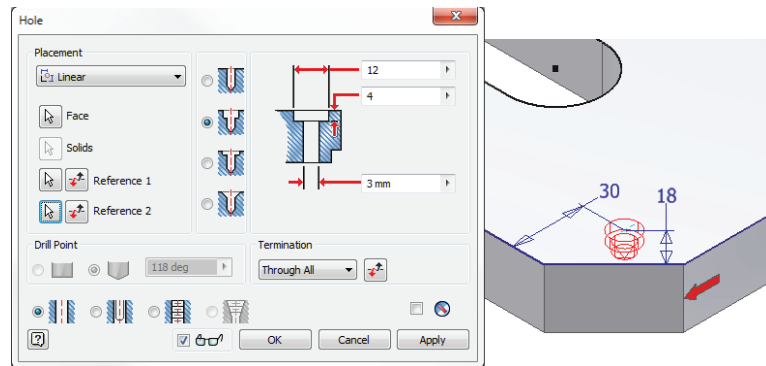 Hole
Placement
Linear
Face
Solids
Reference 1
Reference 2
12
4
3 mm
Drill Point
118 deg
Termination
Through All
?
OK
Cancel
Apply
30
18